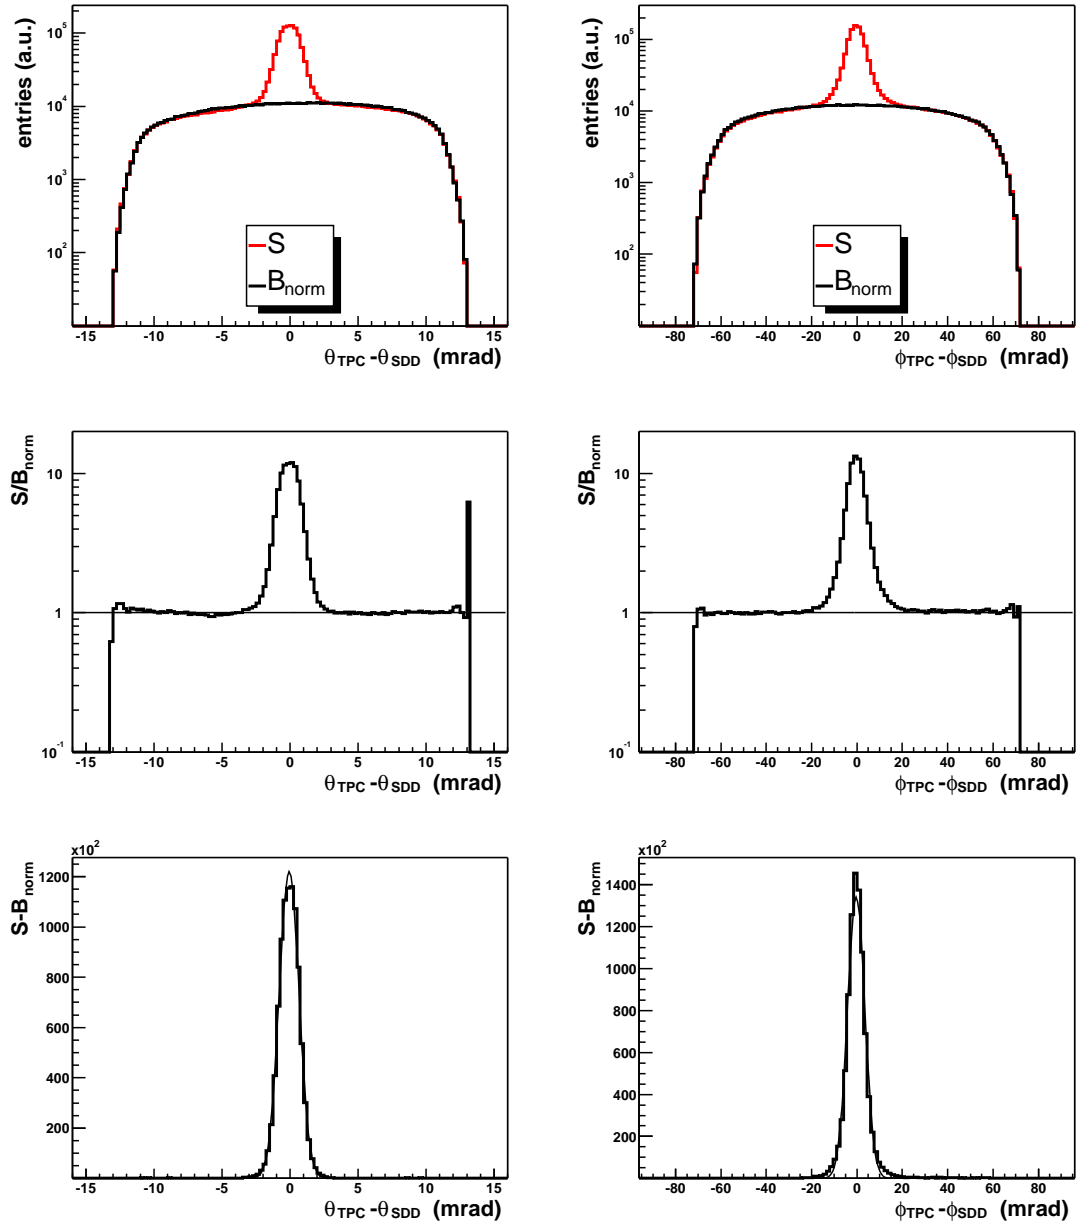 entries (a.u.)
10^5
10^4
10^3
10^2
S
B_norm
-15 -10 -5 0 5 10 15
θ_TPC -θ_SDD (mrad)
entries (a.u.)
10^5
10^4
10^3
10^2
S
B_norm
-80 -60 -40 -20 0 20 40 60 80
ϕ_TPC -ϕ_SDD (mrad)
S/B_norm
10
1
10^-1
-15 -10 -5 0 5 10 15
θ_TPC -θ_SDD (mrad)
S/B_norm
10
1
10^-1
-80 -60 -40 -20 0 20 40 60 80
ϕ_TPC -ϕ_SDD (mrad)
x10^2
S-B_norm
1200
1000
800
600
400
200
-15 -10 -5 0 5 10 15
θ_TPC -θ_SDD (mrad)
x10^2
S-B_norm
1400
1200
1000
800
600
400
200
-80 -60 -40 -20 0 20 40 60 80
ϕ_TPC -ϕ_SDD (mrad)